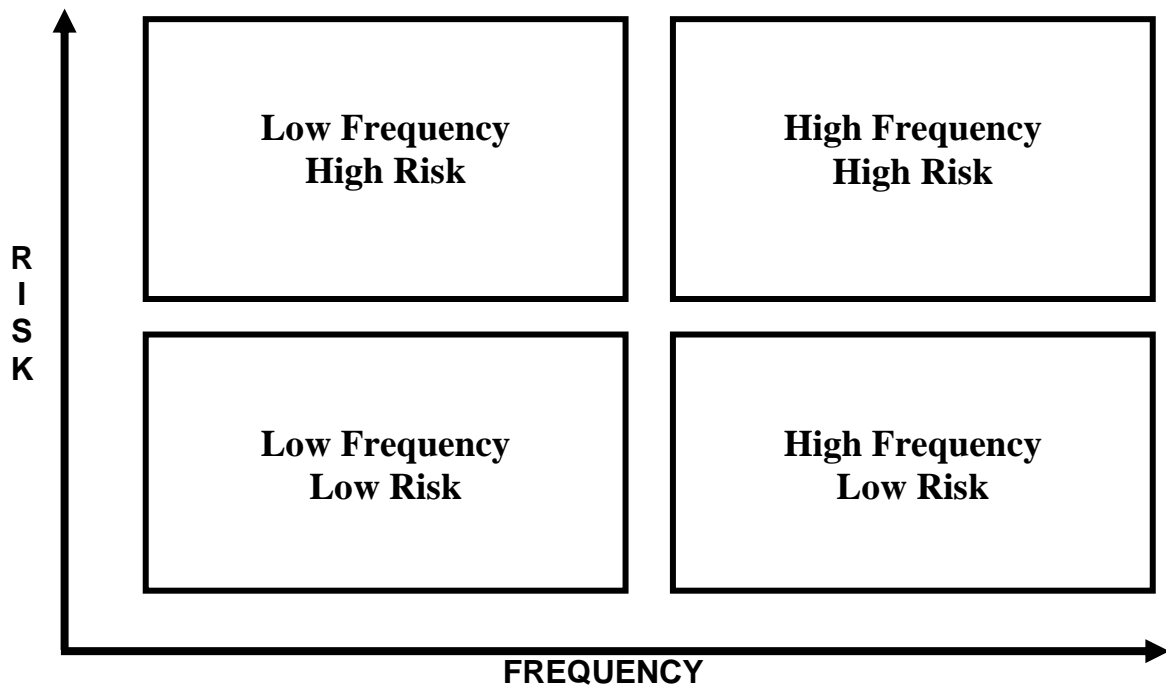 Low Frequency
High Risk
High Frequency
High Risk
R
I
S
K
Low Frequency
Low Risk
High Frequency
Low Risk
FREQUENCY